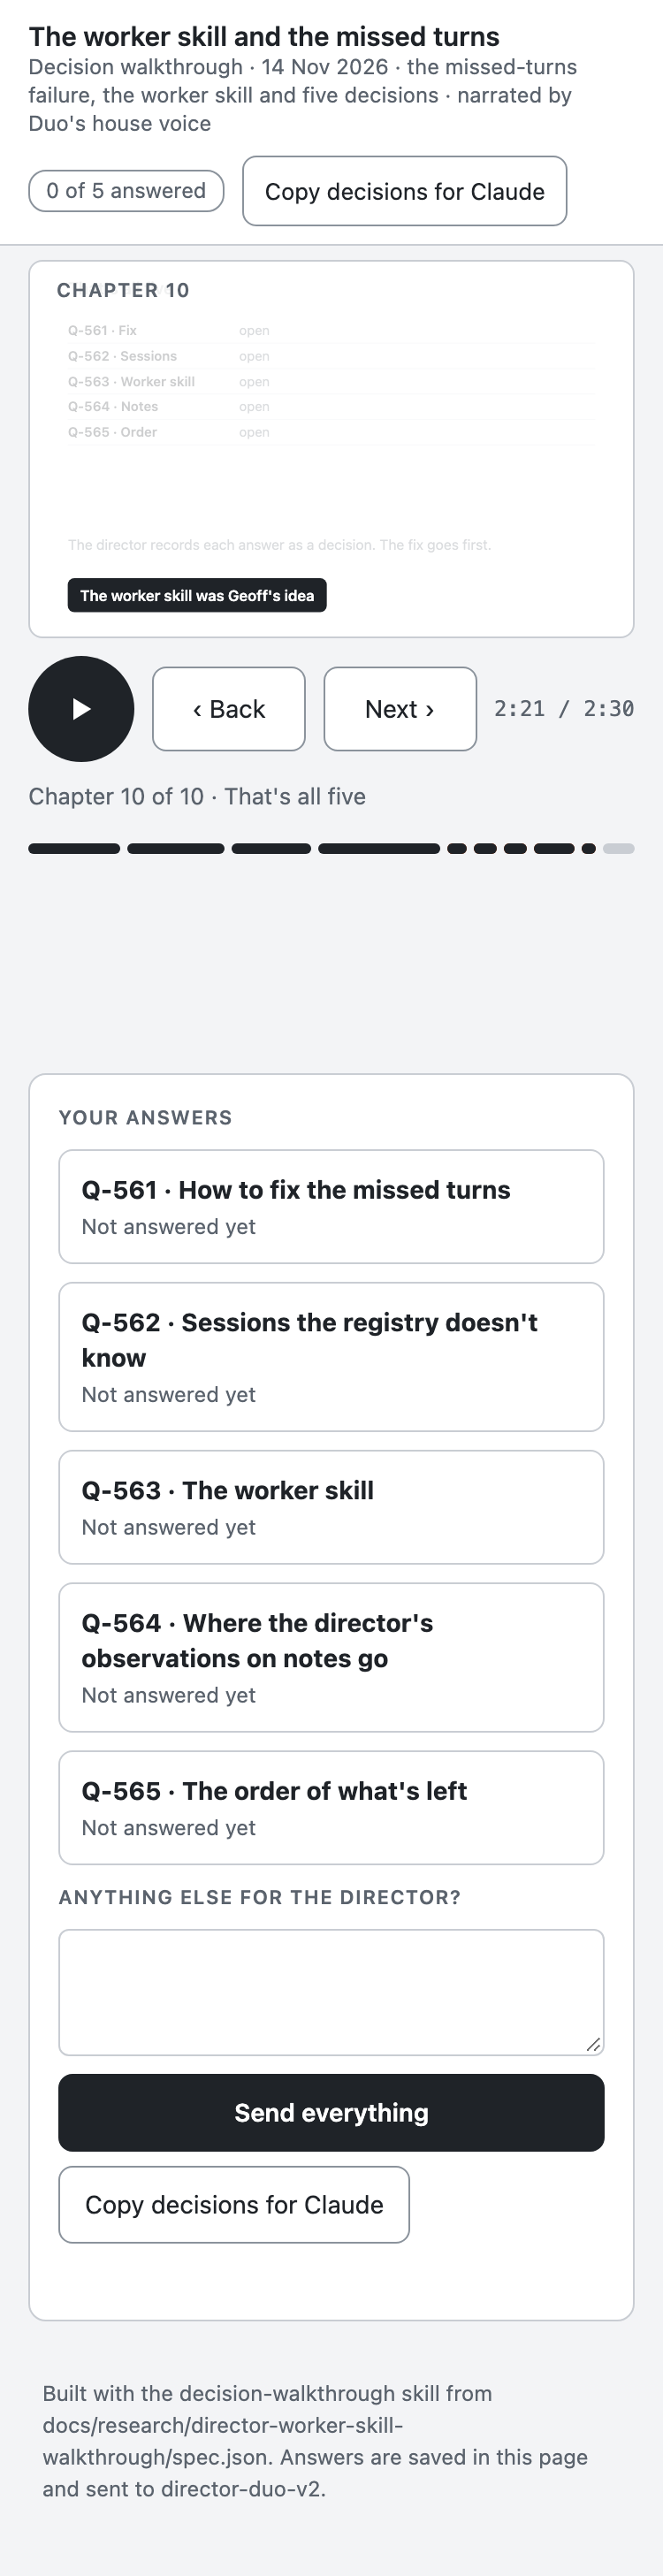 The worker skill and the missed turns
Decision walkthrough · 14 Nov 2026 · the missed-turns
failure, the worker skill and five decisions · narrated by
Duo's house voice
0 of 5 answered
Copy decisions for Claude
CHAPTER 10
Q-561 · Fix open
Q-562 · Sessions open
Q-563 · Worker skill open
Q-564 · Notes open
Q-565 · Order open
The director records each answer as a decision. The fix goes first.
The worker skill was Geoff's idea
‹ Back
Next ›
2:21 / 2:30
Chapter 10 of 10 · That's all five
YOUR ANSWERS
Q-561 · How to fix the missed turns
Not answered yet
Q-562 · Sessions the registry doesn't
know
Not answered yet
Q-563 · The worker skill
Not answered yet
Q-564 · Where the director's
observations on notes go
Not answered yet
Q-565 · The order of what's left
Not answered yet
ANYTHING ELSE FOR THE DIRECTOR?
Send everything
Copy decisions for Claude
Built with the decision-walkthrough skill from
docs/research/director-worker-skill-
walkthrough/spec.json. Answers are saved in this page
and sent to director-duo-v2.